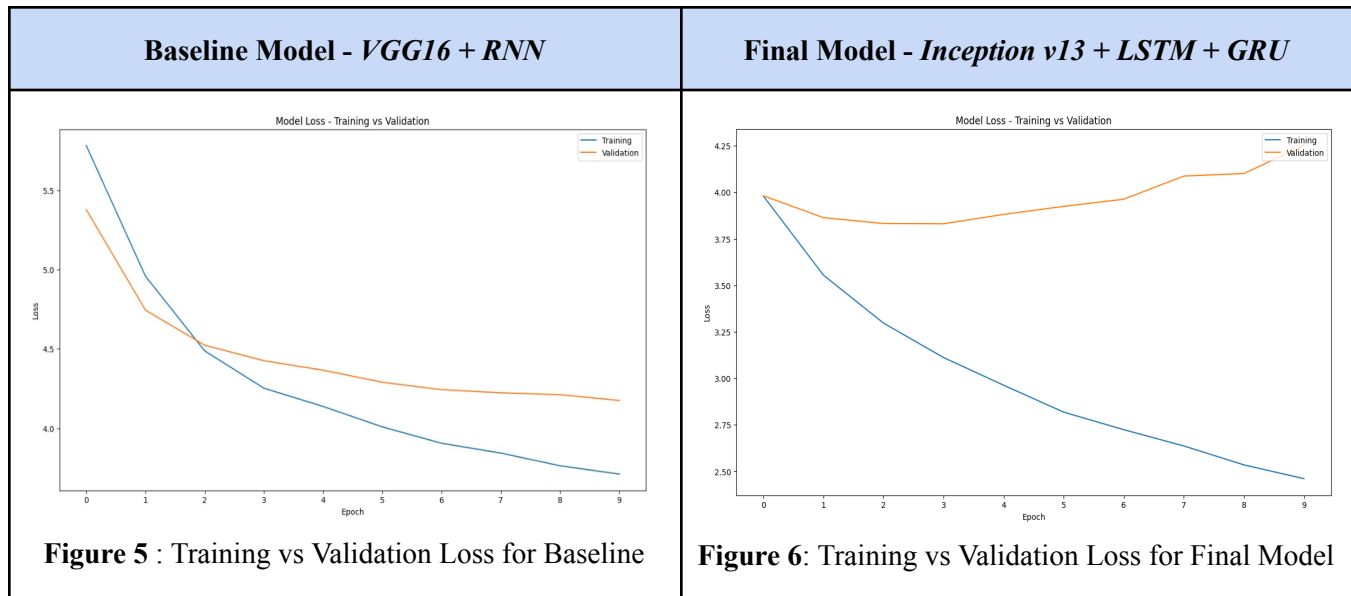 Baseline Model - VGG16 + RNN
Final Model - Inception v13 + LSTM + GRU
Model Loss - Training vs Validation
Training
Validation
5.5
5.0
4.5
4.0
Loss
0 1 2 3 4 5 6 7 8 9
Epoch
Figure 5 : Training vs Validation Loss for Baseline
Model Loss - Training vs Validation
Training
Validation
4.25
4.00
3.75
3.50
3.25
3.00
2.75
2.50
Loss
0 1 2 3 4 5 6 7 8 9
Epoch
Figure 6: Training vs Validation Loss for Final Model